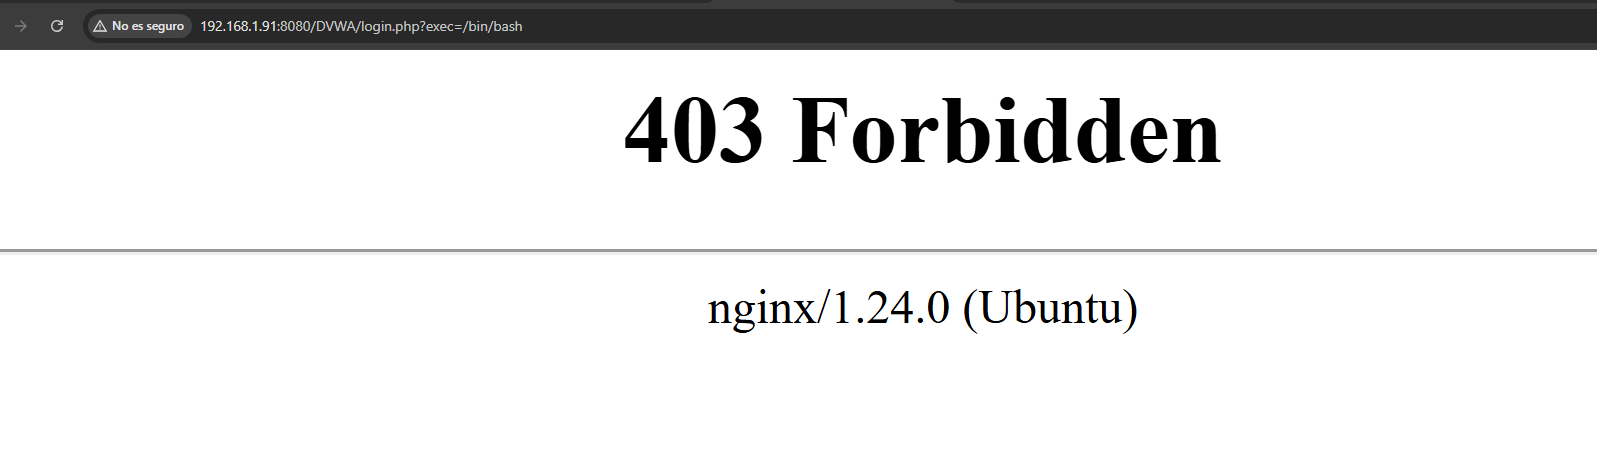 No es seguro 192.168.1.91:8080/DVWA/login.php?exec=/bin/bash
403 Forbidden
nginx/1.24.0 (Ubuntu)